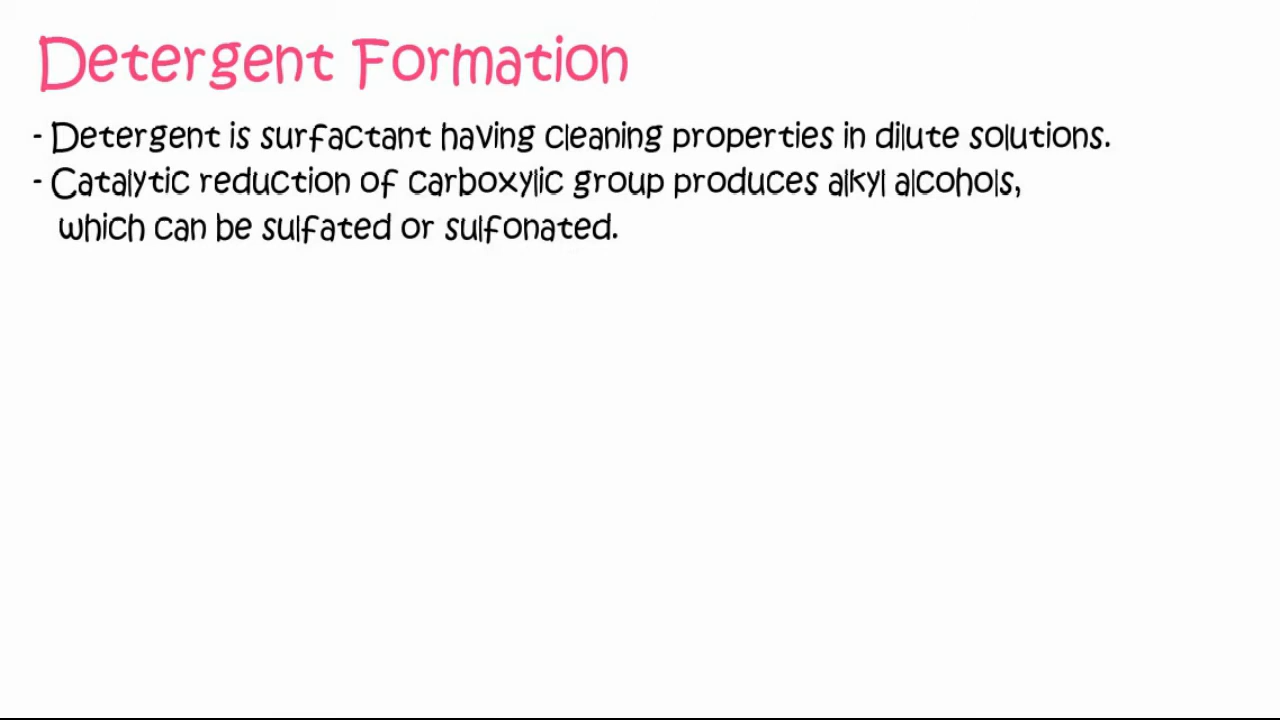 Detergent Formation
- Detergent is surfactant having cleaning properties in dilute solutions.
- Catalytic reduction of carboxylic group produces alkyl alcohols,
which can be sulfated or sulfonated.